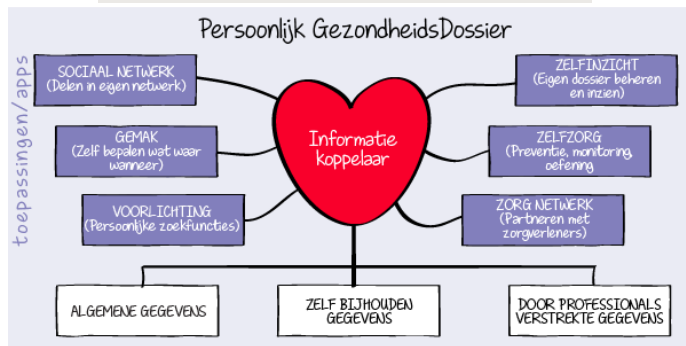 Persoonlijk GezondheidsDossier
toepassingen/apps
SOCIAAL NETWERK
(Delen in eigen netwerk)
GEMAK
(Zelf bepalen wat waar
wanneer)
VOORLICHTING
(Persoonlijke zoekfuncties)
Informatie
koppelaar
ZELFINZICHT
(Eigen dossier beheren
en inzien)
ZELFZORG
(Preventie, monitoring,
oefening
ZORG NETWERK
(Partneren met
zorgverleners)
ALGEMENE GEGEVENS
ZELF BIJHOUDEN
GEGEVENS
DOOR PROFESSIONALS
VERSTREKTE GEGEVENS